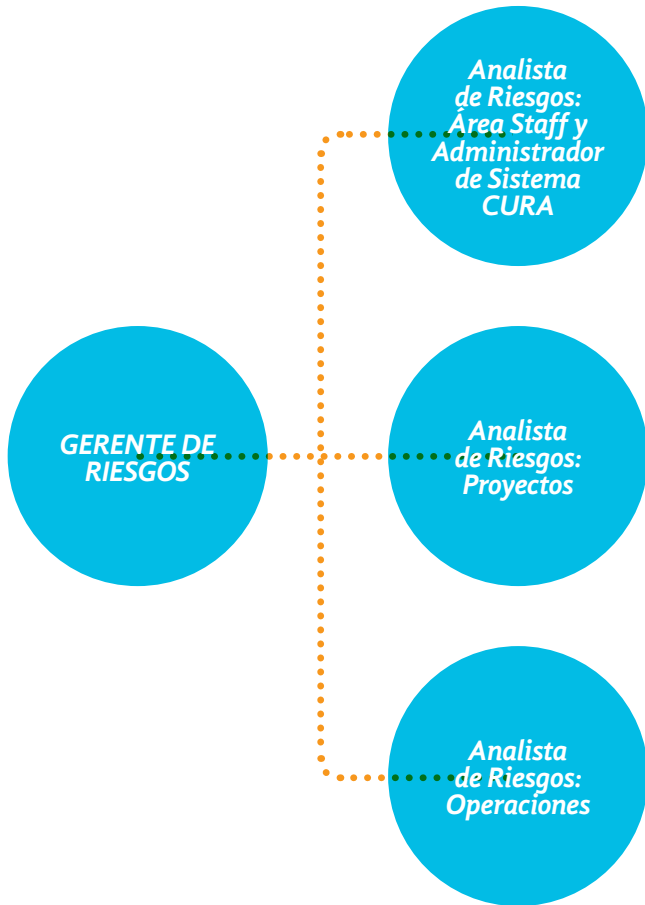 Analista
de Riesgos:
Área Staff y
Administrador
de Sistema
CURA
GERENTE DE
RIESGOS
Analista
de Riesgos:
Proyectos
Analista
de Riesgos:
Operaciones